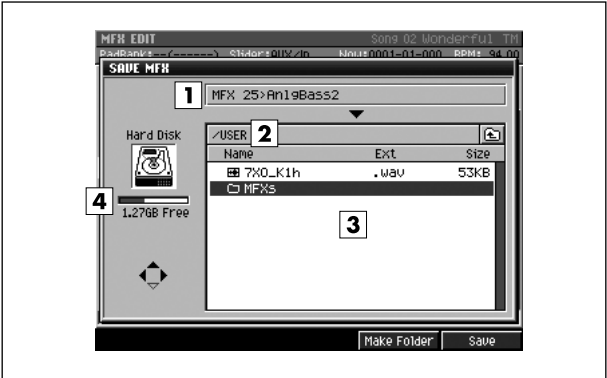 MFX EDIT Song 02 Wonderful TM
PadBank:--(------) Slider:AUX/In Now:0001-01-000 BPM: 94.00
SAVE MFX
1 MFX 25>An19Bass2
Hard Disk
/USER 2
Name Ext Size
7XO_K1h .wav 53KB
MFXs
4
3
1.27GB Free
Make Folder Save